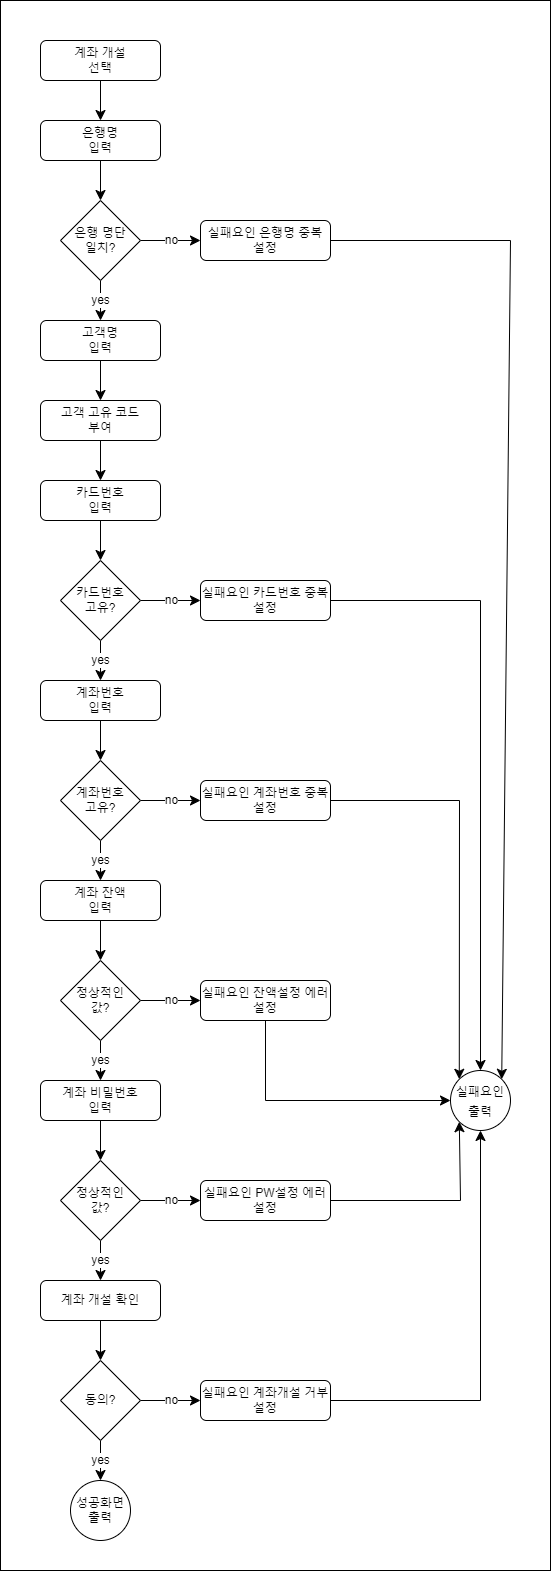 계좌 개설
선택
은행명
입력
은행 명단
일치?
no
실패요인 은행명 중복
설정
yes
고객명
입력
고객 고유 코드
부여
카드번호
입력
카드번호
고유?
no
실패요인 카드번호 중복
설정
yes
계좌번호
입력
계좌번호
고유?
no
실패요인 계좌번호 중복
설정
yes
계좌 잔액
입력
정상적인
값?
no
실패요인 잔액설정 에러
설정
yes
계좌 비밀번호
입력
실패요인
출력
정상적인
값?
no
실패요인 PW설정 에러
설정
yes
계좌 개설 확인
동의?
no
실패요인 계좌개설 거부
설정
yes
성공화면
출력